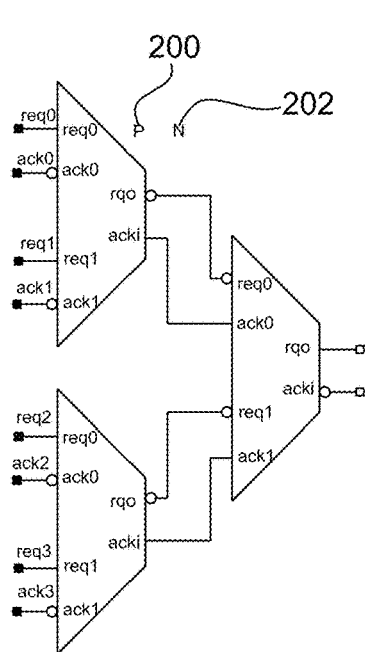 200
202
P N
req0
req0
ack0
ack0
rqo
acki
req1
req1
ack1
ack1
req0
ack0
rqo
acki
req1
ack1
req2
req0
ack2
ack0
rqo
acki
req3
req1
ack3
ack1